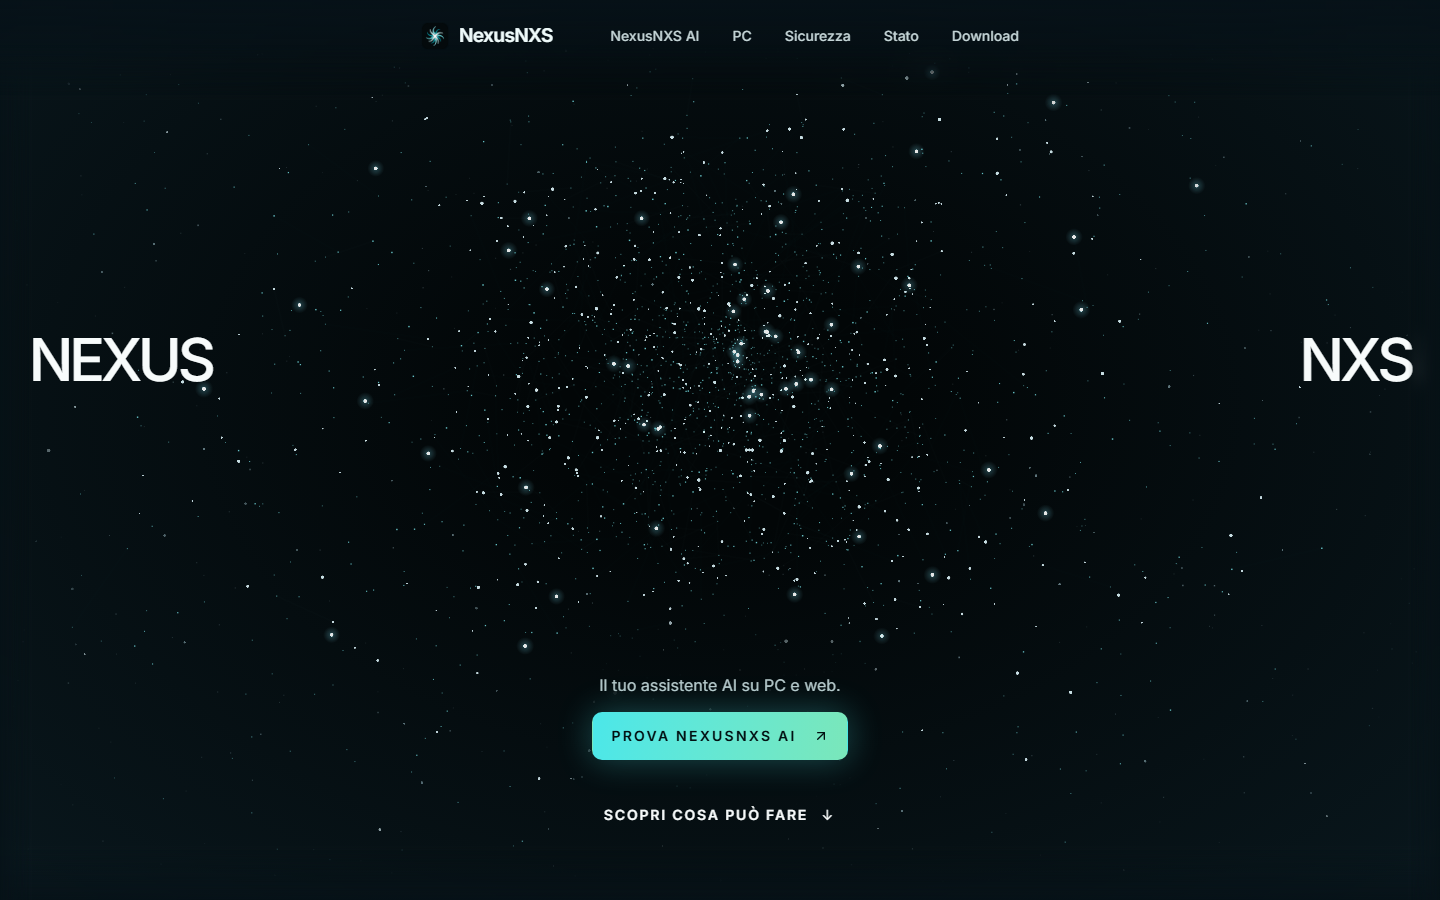 NexusNXS
NexusNXS AI
PC
Sicurezza
Stato
Download
NEXUS
NXS
Il tuo assistente AI su PC e web.
PROVA NEXUSNXS AI
SCOPRI COSA PUÒ FARE